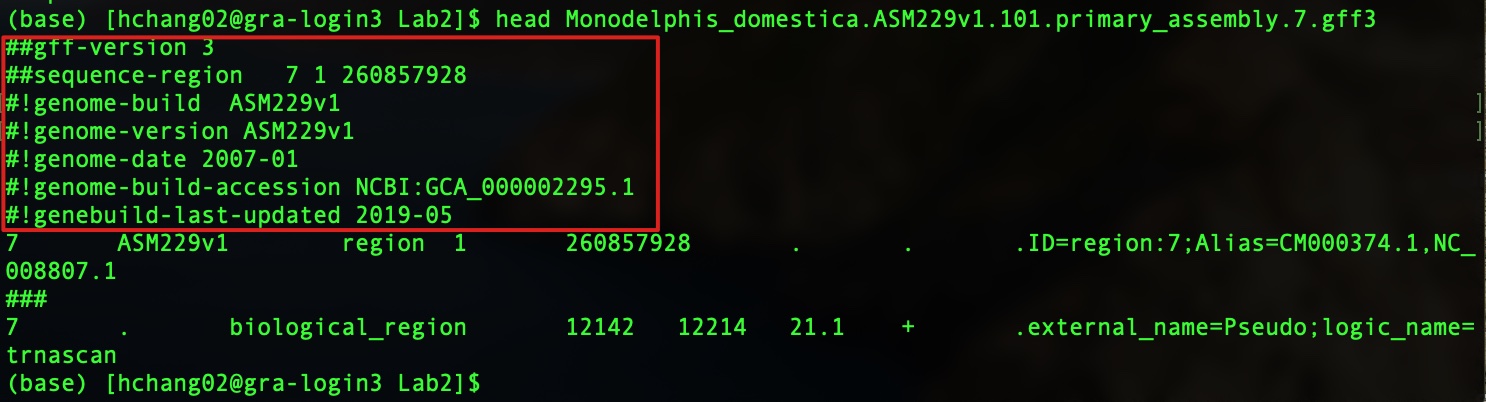 (base) [hchang02@gra-login3 Lab2]$ head Monodelphis_domestica.ASM229v1.101.primary_assembly.7.gff3
##gff-version 3
##sequence-region   7 1 260857928
#!genome-build  ASM229v1
#!genome-version ASM229v1
#!genome-date 2007-01
#!genome-build-accession NCBI:GCA_000002295.1
#!genebuild-last-updated 2019-05
7       ASM229v1        region  1       260857928       .       .       .ID=region:7;Alias=CM000374.1,NC_
008807.1
###
7       .       biological_region       12142   12214   21.1    +       .external_name=Pseudo;logic_name=
trnascan
(base) [hchang02@gra-login3 Lab2]$